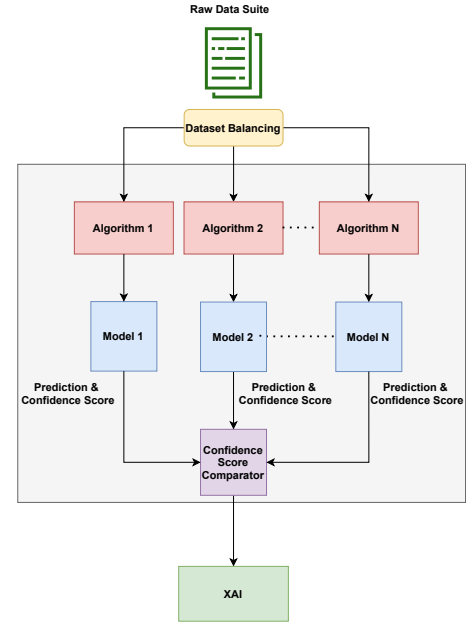 Raw Data Suite
Dataset Balancing
Algorithm 1
Algorithm 2
Algorithm N
Model 1
Model 2
Model N
Prediction &
Confidence Score
Prediction &
Confidence Score
Prediction &
Confidence Score
Confidence
Score
Comparator
XAI